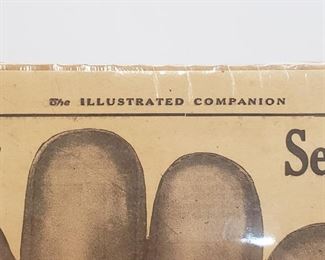 The ILLUSTRATED COMPANION
Se